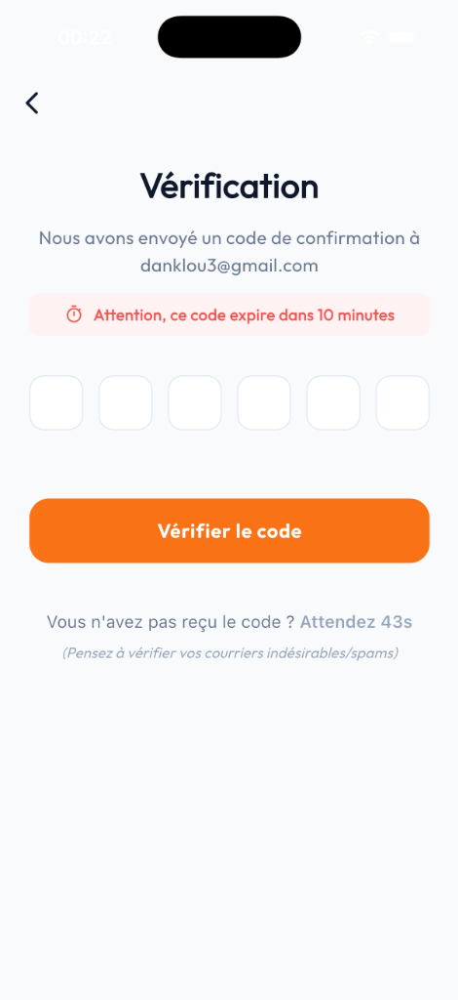 00:22
Vérification
Nous avons envoyé un code de confirmation à
danklou3@gmail.com
Attention, ce code expire dans 10 minutes
Vérifier le code
Vous n'avez pas reçu le code ? Attendez 43s
(Pensez à vérifier vos courriers indésirables/spams)